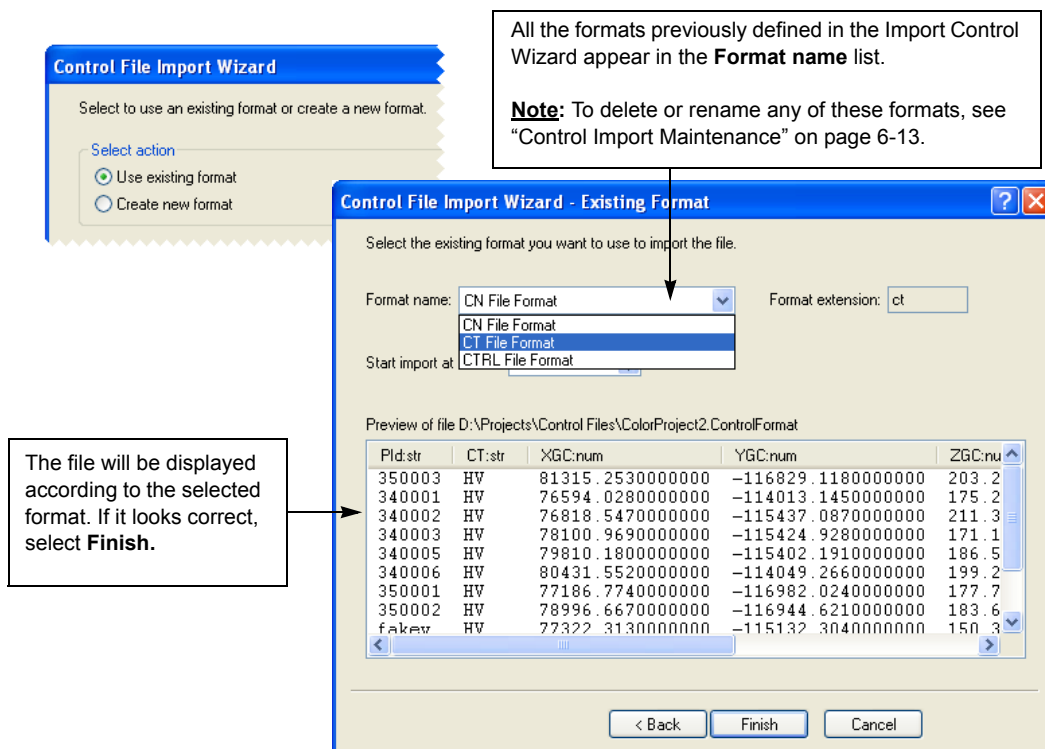 All the formats previously defined in the Import Control
Wizard appear in the Format name list.
Note: To delete or rename any of these formats, see
“Control Import Maintenance” on page 6-13.
Control File Import Wizard
Select to use an existing format or create a new format.
Select action
Use existing format
Create new format
Control File Import Wizard - Existing Format
Select the existing format you want to use to import the file.
Format name: CN File Format Format extension: ct
CN File Format
CT File Format
CTRL File Format
Start import at
Preview of file D:\Projects\Control Files\ColorProject2.ControlFormat
PId:str CT:str XGC:num YGC:num ZGC:nu
350003 HV 81315.2530000000 -116829.1180000000 203.2
340001 HV 76594.0280000000 -114013.1450000000 175.2
340002 HV 76818.5470000000 -115437.0870000000 211.3
340003 HV 78100.9690000000 -115424.9280000000 171.1
340005 HV 79810.1800000000 -115402.1910000000 186.5
340006 HV 80431.5520000000 -114049.2660000000 199.2
350001 HV 77186.7740000000 -116982.0240000000 177.7
350002 HV 78996.6670000000 -116944.6210000000 183.6
fakev HV 77322.3130000000 -115132.3040000000 150.3
The file will be displayed
according to the selected
format. If it looks correct,
select Finish.
< Back Finish Cancel